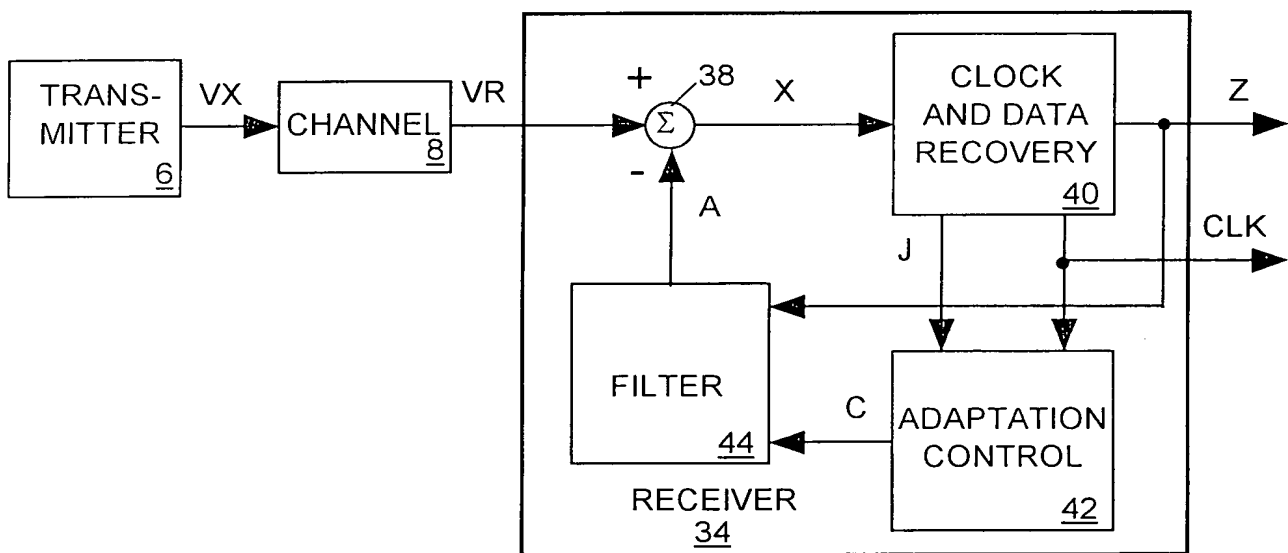 TRANS-
MITTER
6
VX
CHANNEL
8
VR
+
-
38
Σ
X
A
CLOCK
AND DATA
RECOVERY
40
Z
CLK
J
FILTER
44
C
ADAPTATION
CONTROL
42
RECEIVER
34